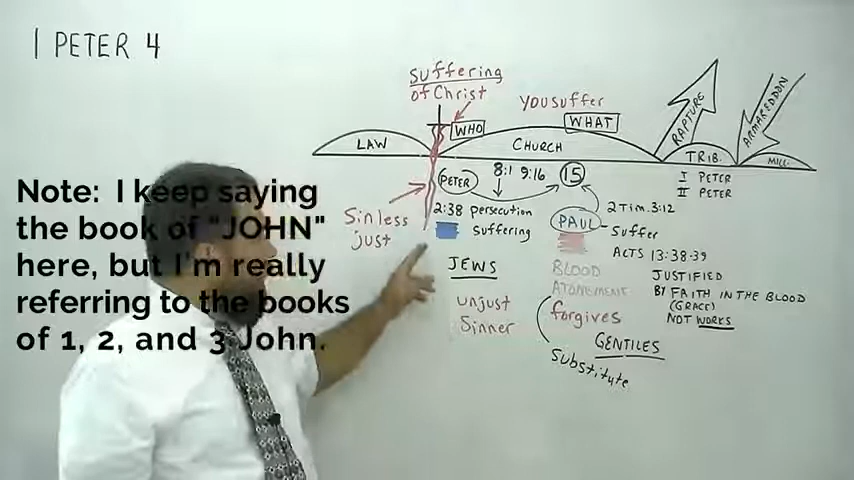 I PETER 4
Suffering
of Christ
You suffer
WHO
WHAT
LAW
CHURCH
RAPTURE
ARMAGEDDON
TRIB.
MILL.
I PETER
II PETER
PETER
8:1 9:16
15
2:38 persecution
suffering
PAUL
2 Tim. 3:12
Suffer
ACTS 13:38-39
Sinless
just
JEWS
unjust
Sinner
BLOOD
ATONEMENT
forgives
JUSTIFIED
BY FAITH IN THE BLOOD
(GRACE)
NOT WORKS
GENTILES
Substitute
Note: I keep saying
the book of "JOHN"
here, but I'm really
referring to the books
of 1, 2, and 3 John.